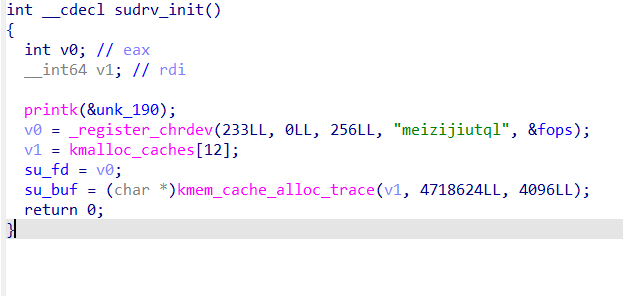 int __cdecl sudrv_init()
{
  int v0; // eax
  __int64 v1; // rdi

  printk(&unk_190);
  v0 = _register_chrdev(233LL, 0LL, 256LL, "meizijiutql", &fops);
  v1 = kmalloc_caches[12];
  su_fd = v0;
  su_buf = (char *)kmem_cache_alloc_trace(v1, 4718624LL, 4096LL);
  return 0;
}